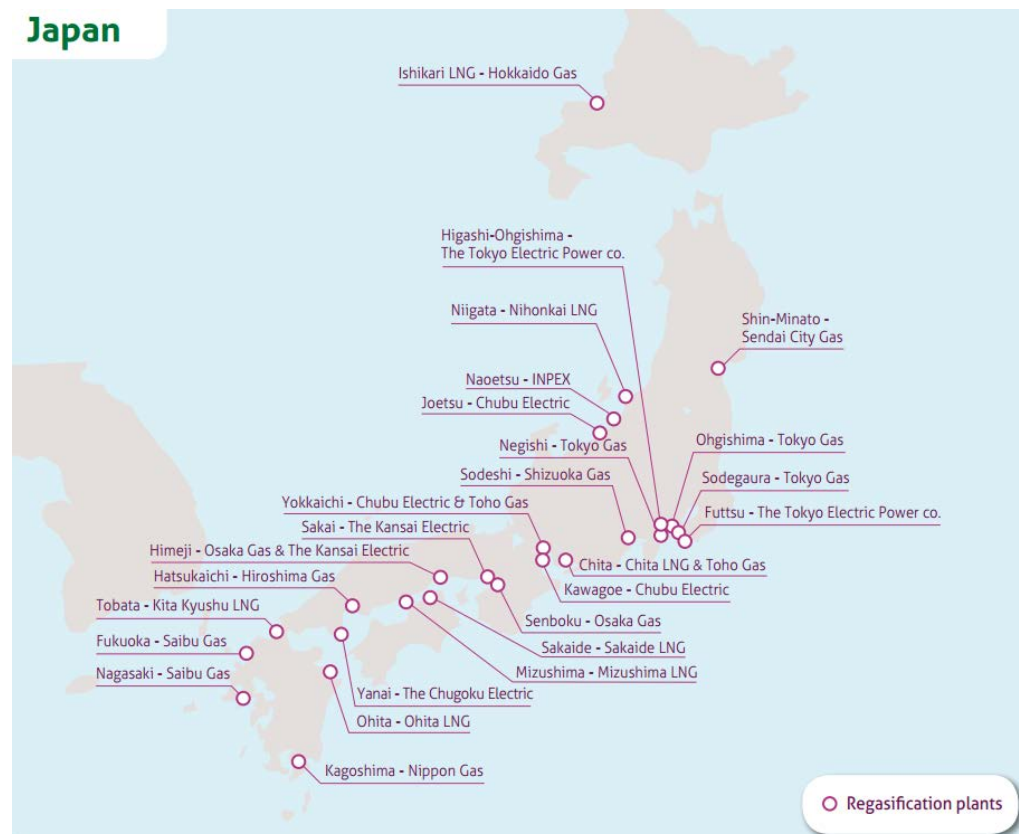 Japan
Ishikari LNG - Hokkaido Gas
Higashi-Ohgishima -
The Tokyo Electric Power co.
Niigata - Nihonkai LNG
Shin-Minato -
Sendai City Gas
Naoetsu - INPEX
Joetsu - Chubu Electric
Negishi - Tokyo Gas
Ohgishima - Tokyo Gas
Sodeshi - Shizuoka Gas
Sodegaura - Tokyo Gas
Yokkaichi - Chubu Electric & Toho Gas
Futtsu - The Tokyo Electric Power co.
Sakai - The Kansai Electric
Himeji - Osaka Gas & The Kansai Electric
Chita - Chita LNG & Toho Gas
Hatsukaichi - Hiroshima Gas
Kawagoe - Chubu Electric
Tobata - Kita Kyushu LNG
Senboku - Osaka Gas
Fukuoka - Saibu Gas
Sakaide - Sakaide LNG
Nagasaki - Saibu Gas
Mizushima - Mizushima LNG
Yanai - The Chugoku Electric
Ohita - Ohita LNG
Kagoshima - Nippon Gas
Regasification plants